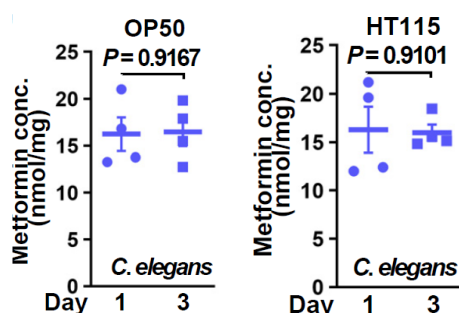 OP50
P = 0.9167
Metformin conc.
(nmol/mg)
25
20
15
10
5
0
C. elegans
Day 1 3
HT115
P = 0.9101
Metformin conc.
(nmol/mg)
25
20
15
10
5
0
C. elegans
Day 1 3